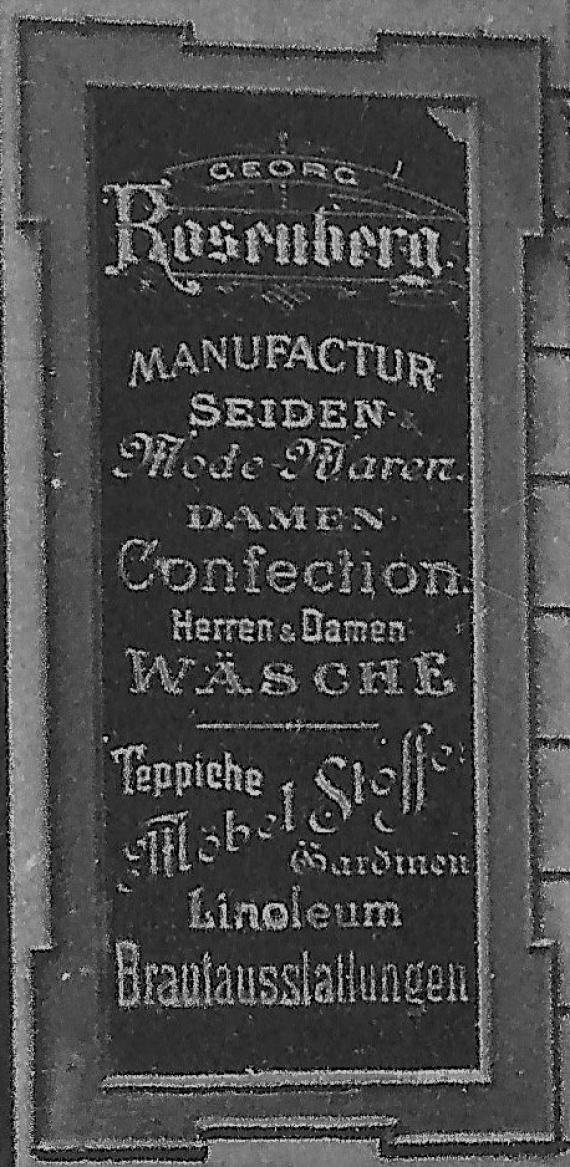 GEORG
Rosenberg.
MANUFACTUR-
SEIDEN- &
Mode-Waren.
DAMEN-
Confection.
Herren & Damen
WÄSCHE
Teppiche
Möbel Stoffe
Gardinen
Linoleum
Brautausstattungen